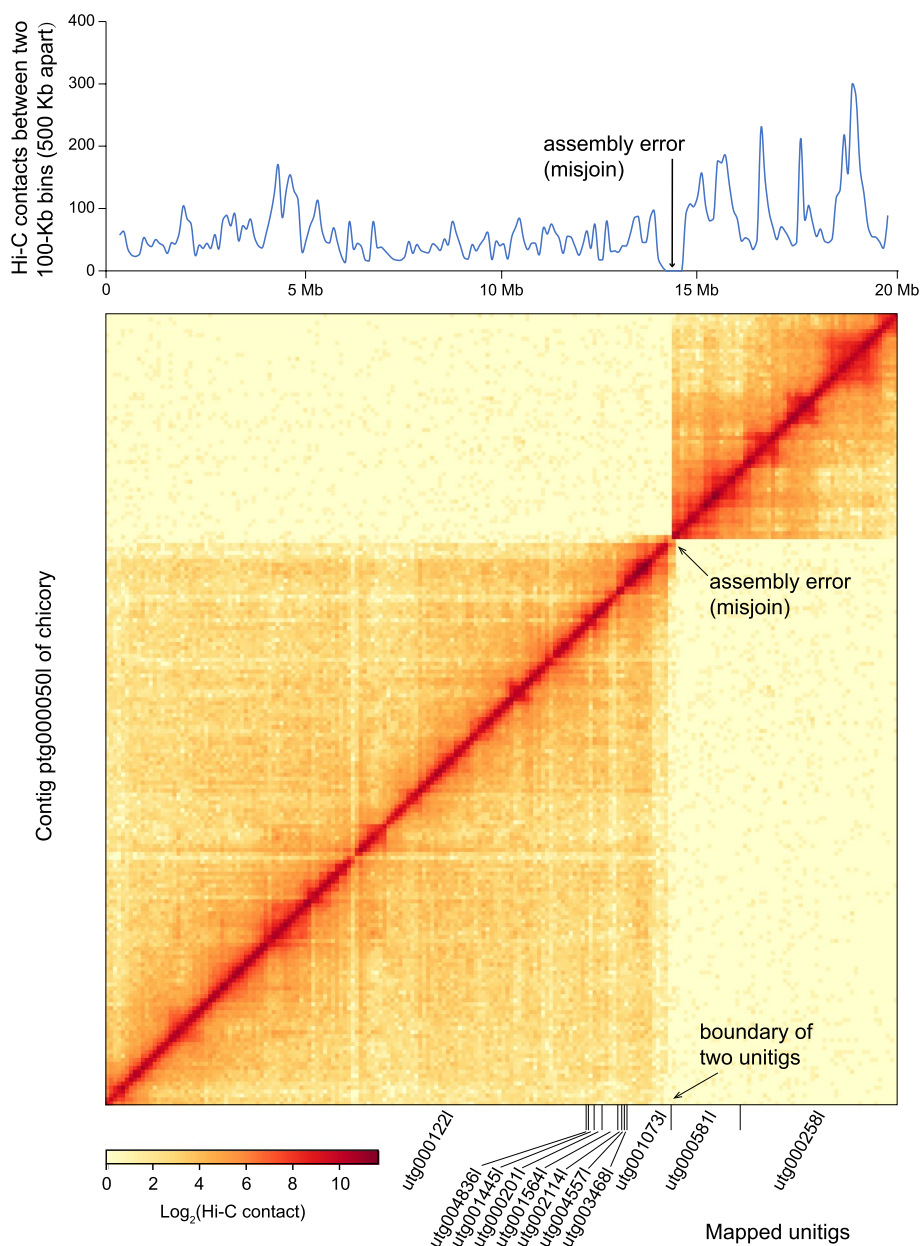 Hi-C contacts between two
100-Kb bins (500 Kb apart)
400
300
200
100
0
assembly error
(misjoin)
0
5 Mb
10 Mb
15 Mb
20 Mb
Contig ptg000050l of chicory
assembly error
(misjoin)
boundary of
two unitigs
utg000122l
utg004836l
utg001445l
utg000201l
utg001564l
utg002114l
utg004557l
utg003468l
utg001073l
utg000581l
utg000258l
0 2 4 6 8 10
Log₂(Hi-C contact)
Mapped unitigs